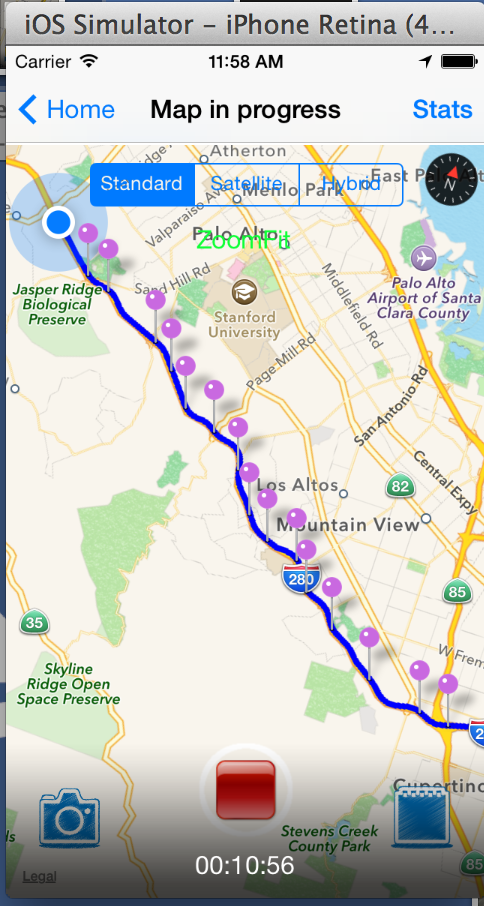 iOS Simulator – iPhone Retina (4...
Carrier 11:58 AM
Home Map in progress Stats
Atherton
Standard Satellite Hybrid
East P
Menlo Park
Valparaiso
Palo Alto
ZoomFit
N
Sand Hill Rd
Jasper Ridge
Biological
Preserve
Stanford
University
Middlefield Rd
Palo Alto
Airport of Santa
Clara County
Page Mill Rd
San Antonio Rd
Los Altos
82
Central Expy
Mountain View
280
85
35
W Frem
Skyline
Ridge Open
Space Preserve
2
Cupertino
Stevens Creek
County Park
ls
85
00:10:56
Legal